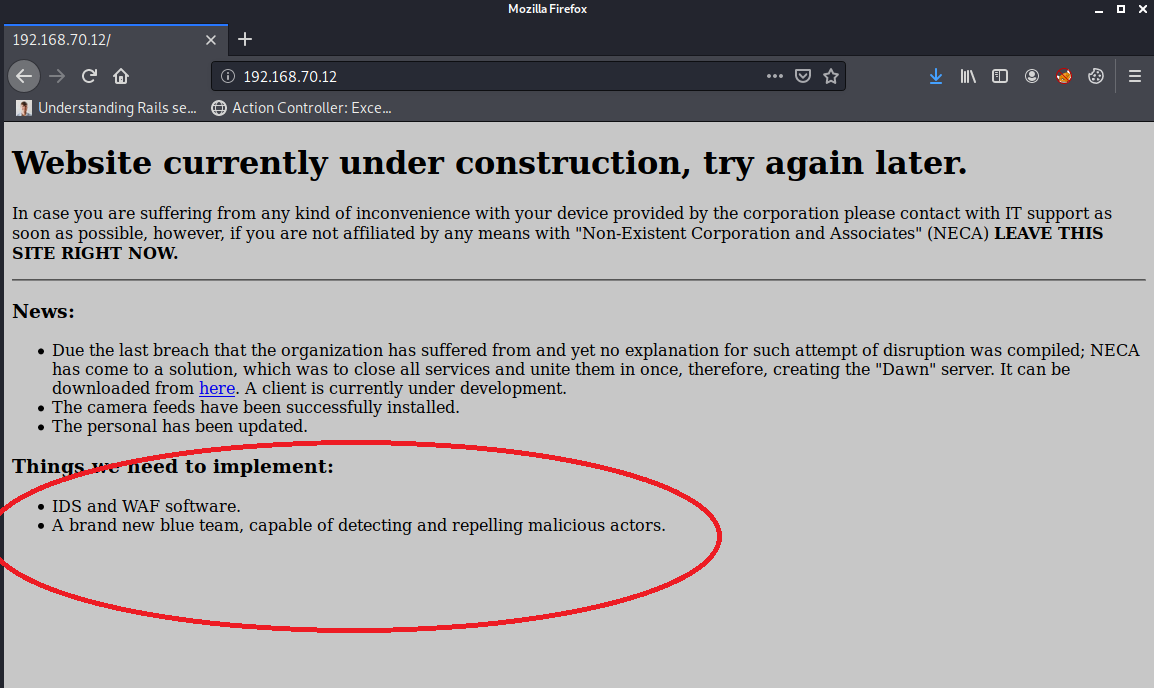 Mozilla Firefox
192.168.70.12/
192.168.70.12
Understanding Rails se...
Action Controller: Exce...
Website currently under construction, try again later.
In case you are suffering from any kind of inconvenience with your device provided by the corporation please contact with IT support as
soon as possible, however, if you are not affiliated by any means with "Non-Existent Corporation and Associates" (NECA) LEAVE THIS
SITE RIGHT NOW.
News:
• Due the last breach that the organization has suffered from and yet no explanation for such attempt of disruption was compiled; NECA
has come to a solution, which was to close all services and unite them in once, therefore, creating the "Dawn" server. It can be
downloaded from here. A client is currently under development.
• The camera feeds have been successfully installed.
• The personal has been updated.
Things we need to implement:
• IDS and WAF software.
• A brand new blue team, capable of detecting and repelling malicious actors.